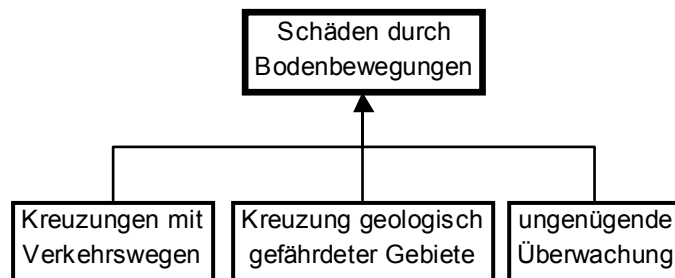 Schäden durch
Bodenbewegungen
Kreuzungen mit
Verkehrswegen
Kreuzung geologisch
gefährdeter Gebiete
ungenügende
Überwachung